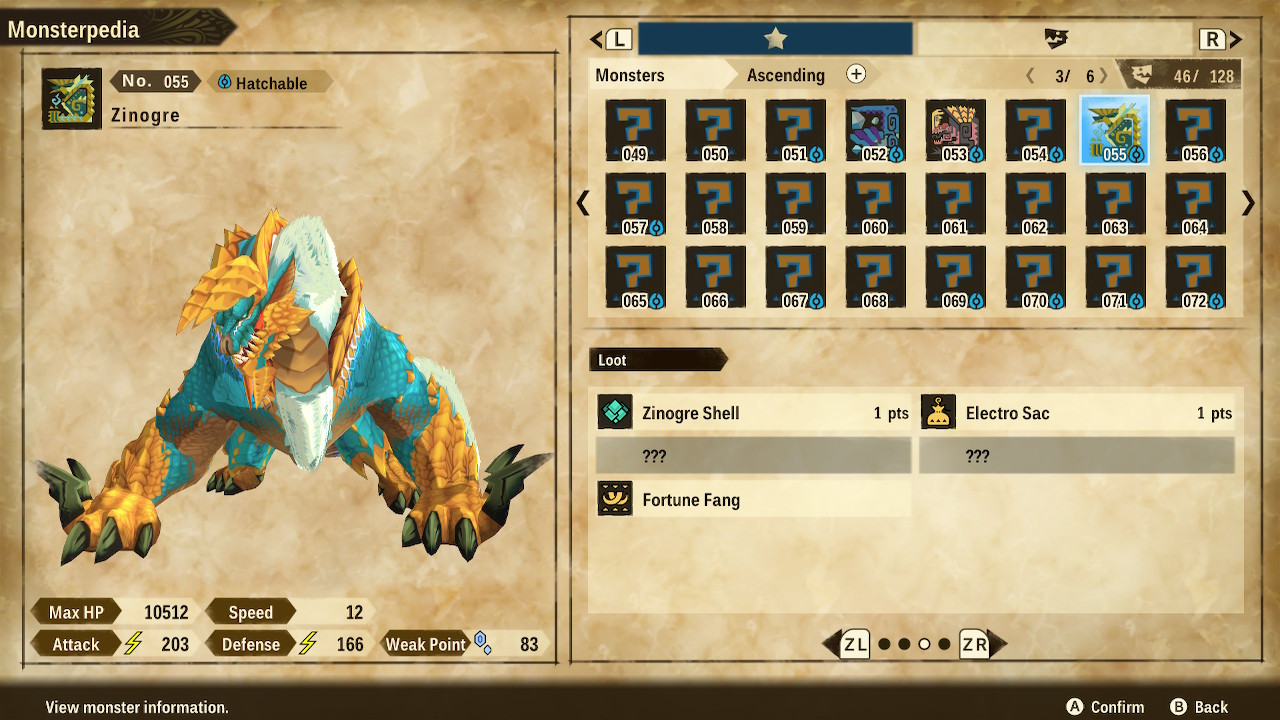 Monsterpedia
No. 055
Hatchable
Zinogre
Max HP 10512
Speed 12
Attack 203
Defense 166
Weak Point 83
L
R
Monsters
Ascending
3/ 6
46/ 128
049 050 051 052 053 054 055 056
057 058 059 060 061 062 063 064
065 066 067 068 069 070 071 072
Loot
Zinogre Shell 1 pts
Electro Sac 1 pts
???
???
Fortune Fang
ZL
ZR
View monster information.
A Confirm
B Back